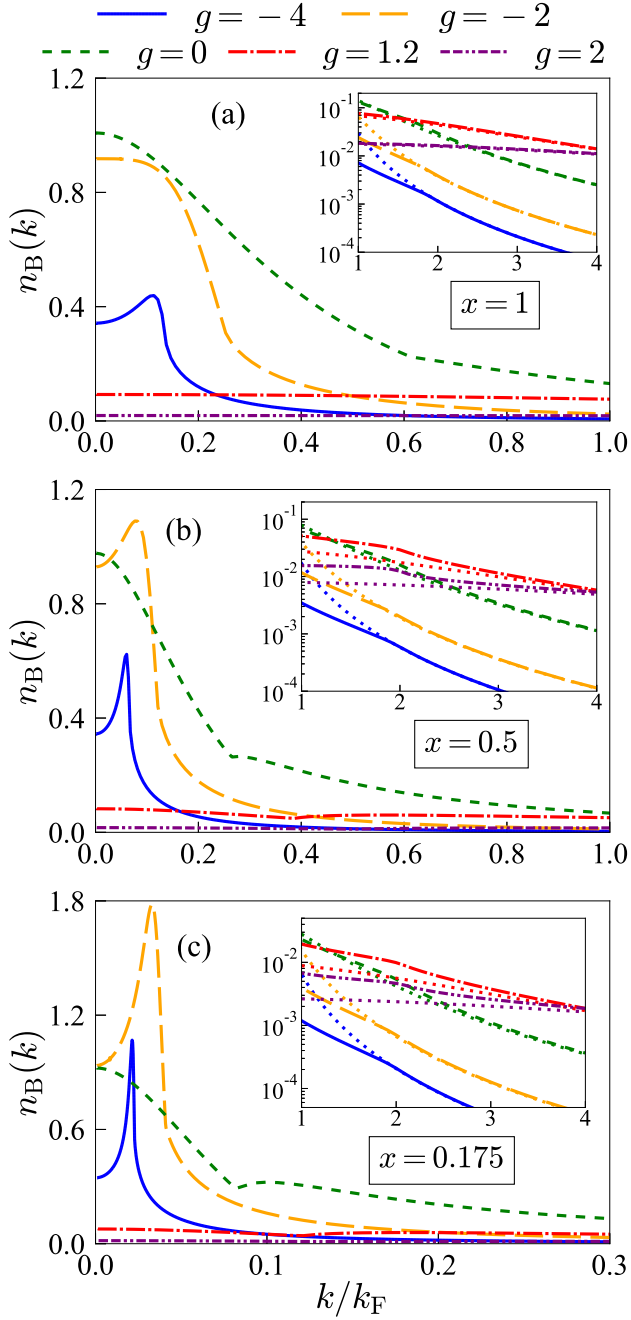 g = −4 g = −2
g = 0 g = 1.2 g = 2
1.2
0.8
0.4
0.0
n_B(k)
(a)
10^{-1}
10^{-2}
10^{-3}
10^{-4}
1 2 3 4
x = 1
0.0 0.2 0.4 0.6 0.8 1.0
1.2
0.8
0.4
0.0
n_B(k)
(b)
10^{-1}
10^{-2}
10^{-3}
10^{-4}
1 2 3 4
x = 0.5
0.0 0.2 0.4 0.6 0.8 1.0
1.8
1.2
0.6
0.0
n_B(k)
(c)
10^{-2}
10^{-3}
10^{-4}
1 2 3 4
x = 0.175
0.0 0.1 0.2 0.3
k/k_F